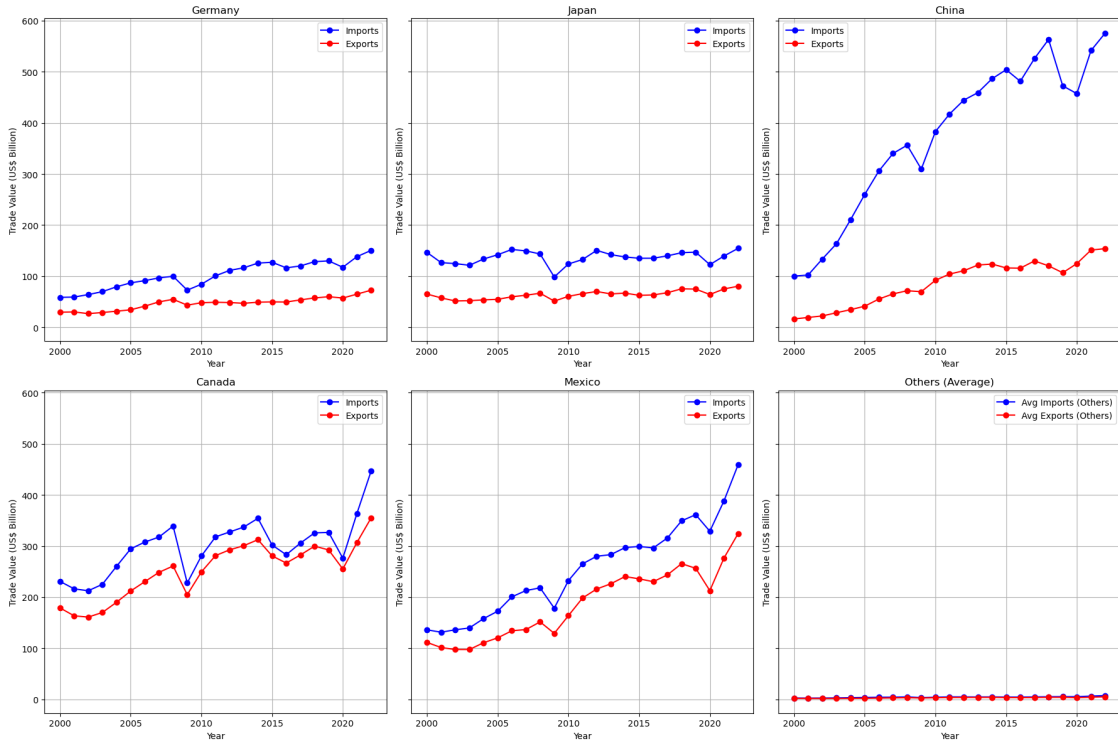 Germany
Trade Value (US$ Billion)
600
500
400
300
200
100
0
Imports
Exports
2000 2005 2010 2015 2020
Year
Japan
Trade Value (US$ Billion)
Imports
Exports
2000 2005 2010 2015 2020
Year
China
Trade Value (US$ Billion)
Imports
Exports
2000 2005 2010 2015 2020
Year
Canada
Trade Value (US$ Billion)
600
500
400
300
200
100
0
Imports
Exports
2000 2005 2010 2015 2020
Year
Mexico
Trade Value (US$ Billion)
Imports
Exports
2000 2005 2010 2015 2020
Year
Others (Average)
Trade Value (US$ Billion)
Avg Imports (Others)
Avg Exports (Others)
2000 2005 2010 2015 2020
Year